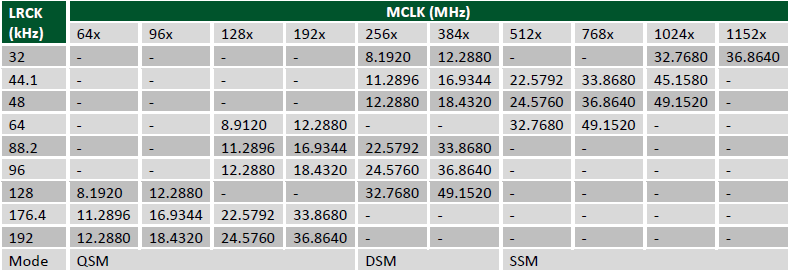 LRCK (kHz) MCLK (MHz)
64x 96x 128x 192x 256x 384x 512x 768x 1024x 1152x
32 - - - - 8.1920 12.2880 - - 32.7680 36.8640
44.1 - - - - 11.2896 16.9344 22.5792 33.8680 45.1580 -
48 - - - - 12.2880 18.4320 24.5760 36.8640 49.1520 -
64 - - 8.9120 12.2880 - - 32.7680 49.1520 - -
88.2 - - 11.2896 16.9344 22.5792 33.8680 - - - -
96 - - 12.2880 18.4320 24.5760 36.8640 - - - -
128 8.1920 12.2880 - - 32.7680 49.1520 - - - -
176.4 11.2896 16.9344 22.5792 33.8680 - - - - - -
192 12.2880 18.4320 24.5760 36.8640 - - - - - -
Mode QSM DSM SSM